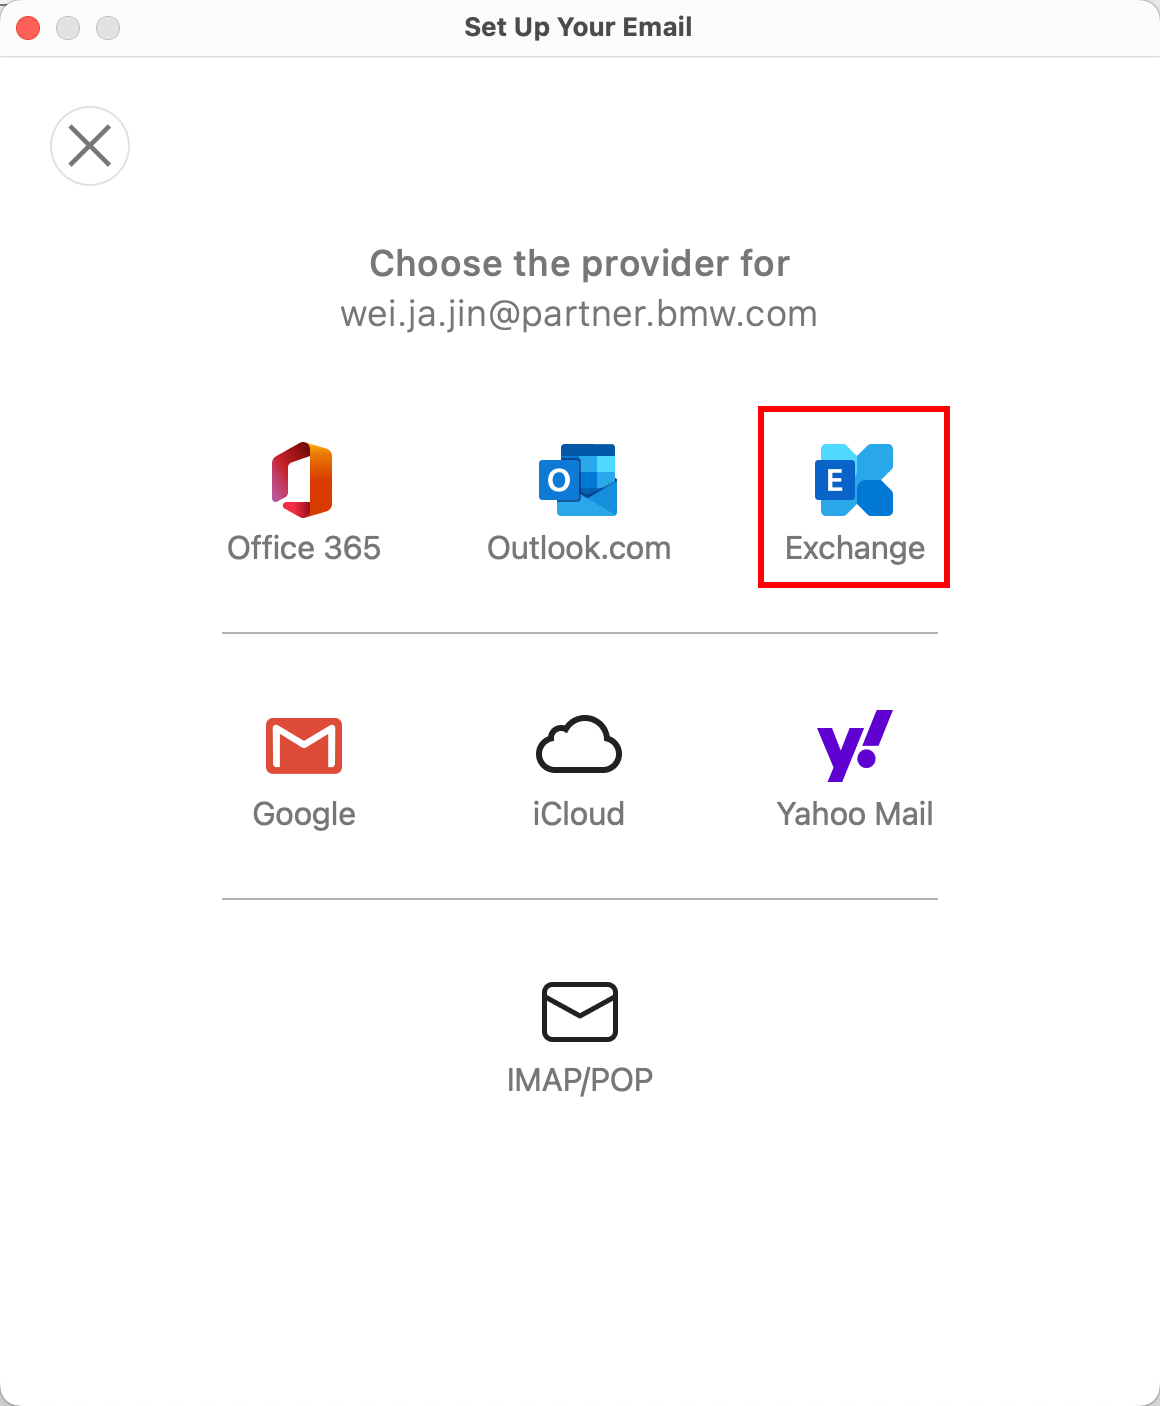 Set Up Your Email
Choose the provider for
wei.ja.jin@partner.bmw.com
O
E
Office 365
Outlook.com
Exchange
y!
Google
iCloud
Yahoo Mail
IMAP/POP